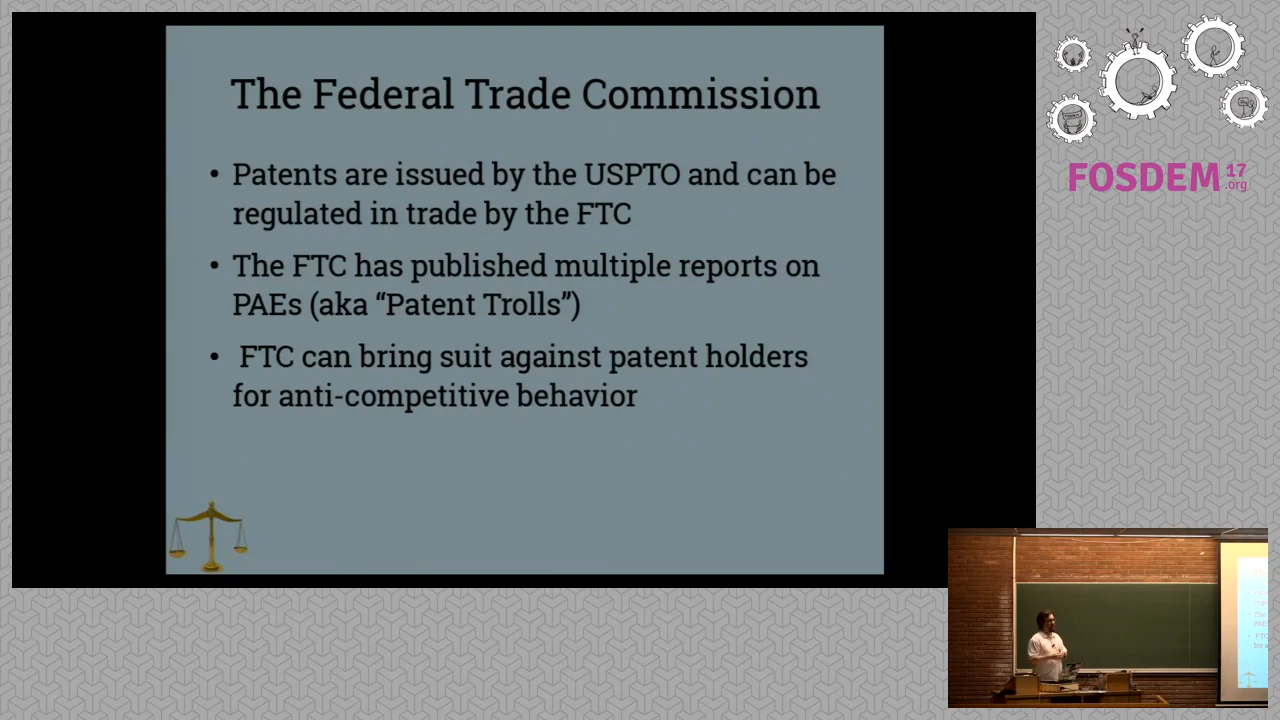 The Federal Trade Commission
• Patents are issued by the USPTO and can be
regulated in trade by the FTC
• The FTC has published multiple reports on
PAEs (aka “Patent Trolls”)
• FTC can bring suit against patent holders
for anti-competitive behavior
FOSDEM 17
.org